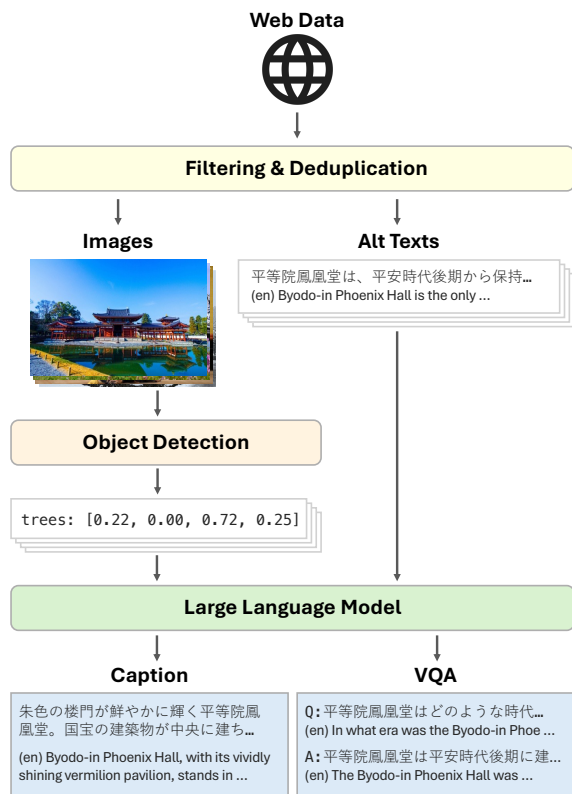 Web Data
Filtering & Deduplication
Images
Alt Texts
平等院鳳凰堂は、平安時代後期から保持...
(en) Byodo-in Phoenix Hall is the only ...
Object Detection
trees: [0.22, 0.00, 0.72, 0.25]
Large Language Model
Caption
VQA
朱色の楼門が鮮やかに輝く平等院鳳
凰堂。国宝の建築物が中央に建ち...
(en) Byodo-in Phoenix Hall, with its vividly
shining vermilion pavilion, stands in ...
Q: 平等院鳳凰堂はどのような時代...
(en) In what era was the Byodo-in Phoe ...
A: 平等院鳳凰堂は平安時代後期に建...
(en) The Byodo-in Phoenix Hall was ...